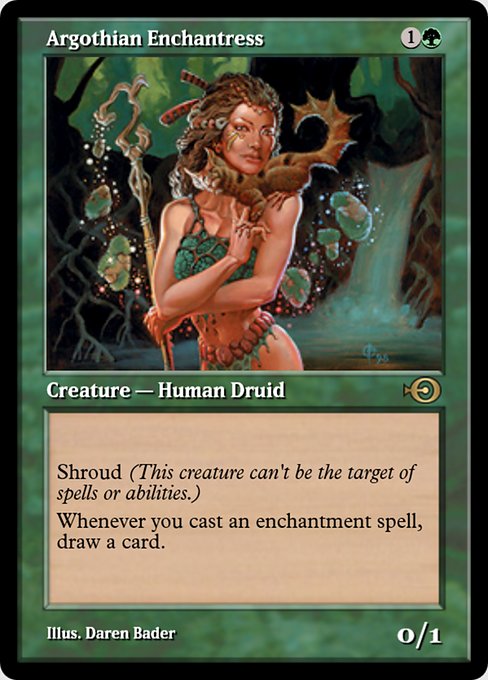 Argothian Enchantress 1
Creature — Human Druid
Shroud (This creature can't be the target of
spells or abilities.)
Whenever you cast an enchantment spell,
draw a card.
Illus. Daren Bader
0/1